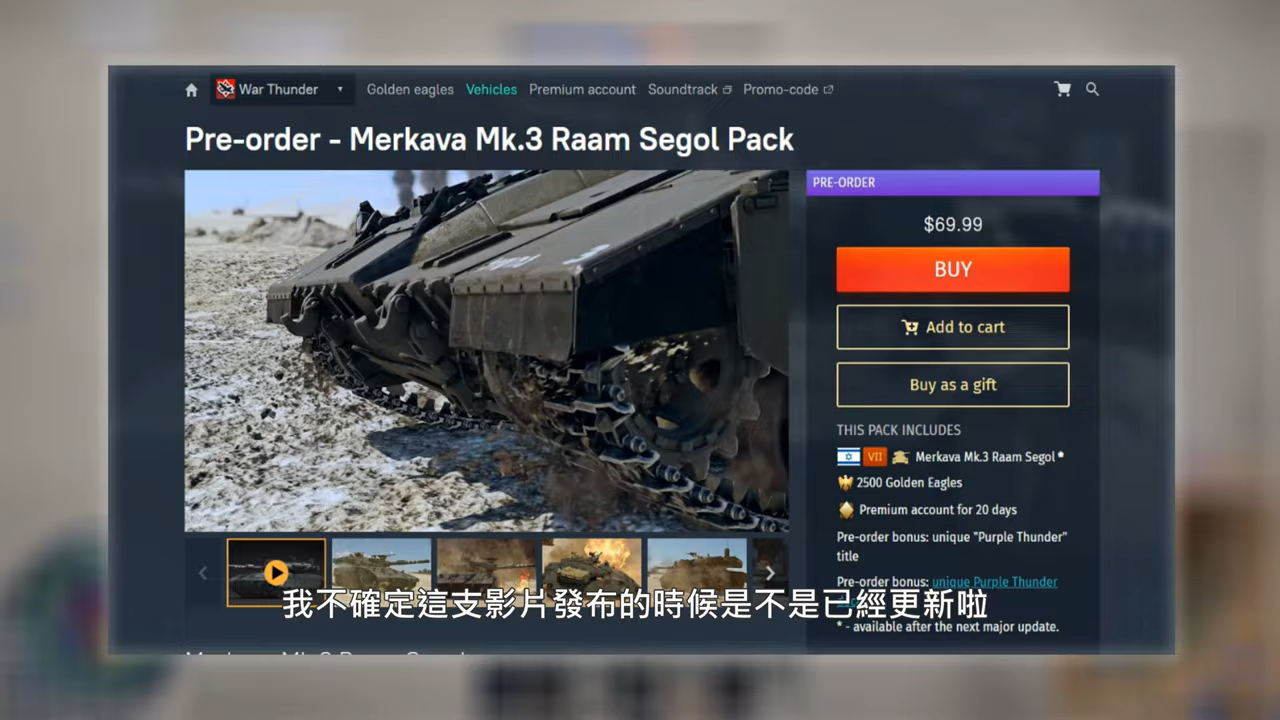 War Thunder
Golden eagles
Vehicles
Premium account
Soundtrack
Promo-code
Pre-order - Merkava Mk.3 Raam Segol Pack
PRE-ORDER
$69.99
BUY
Add to cart
Buy as a gift
THIS PACK INCLUDES
VII Merkava Mk.3 Raam Segol *
2500 Golden Eagles
Premium account for 20 days
Pre-order bonus: unique "Purple Thunder"
title
Pre-order bonus: unique Purple Thunder
* - available after the next major update.
我不確定這支影片發布的時候是不是已經更新啦